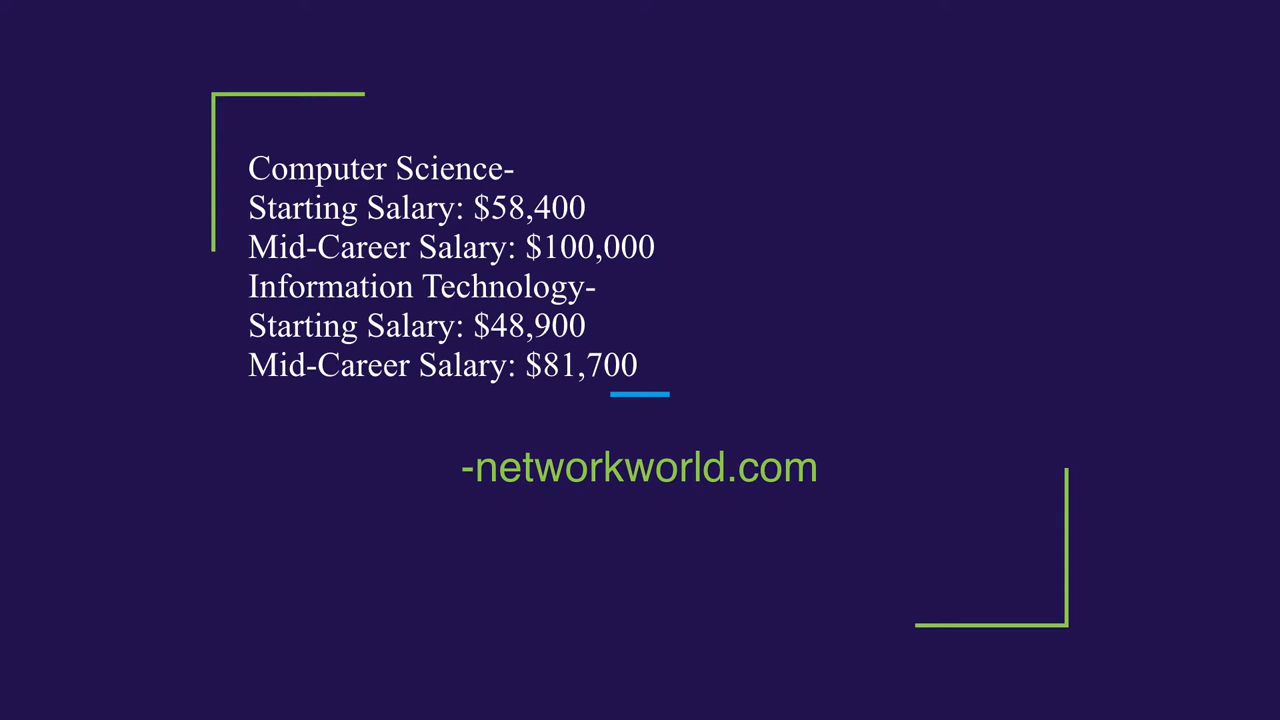 Computer Science-
Starting Salary: $58,400
Mid-Career Salary: $100,000
Information Technology-
Starting Salary: $48,900
Mid-Career Salary: $81,700
-networkworld.com